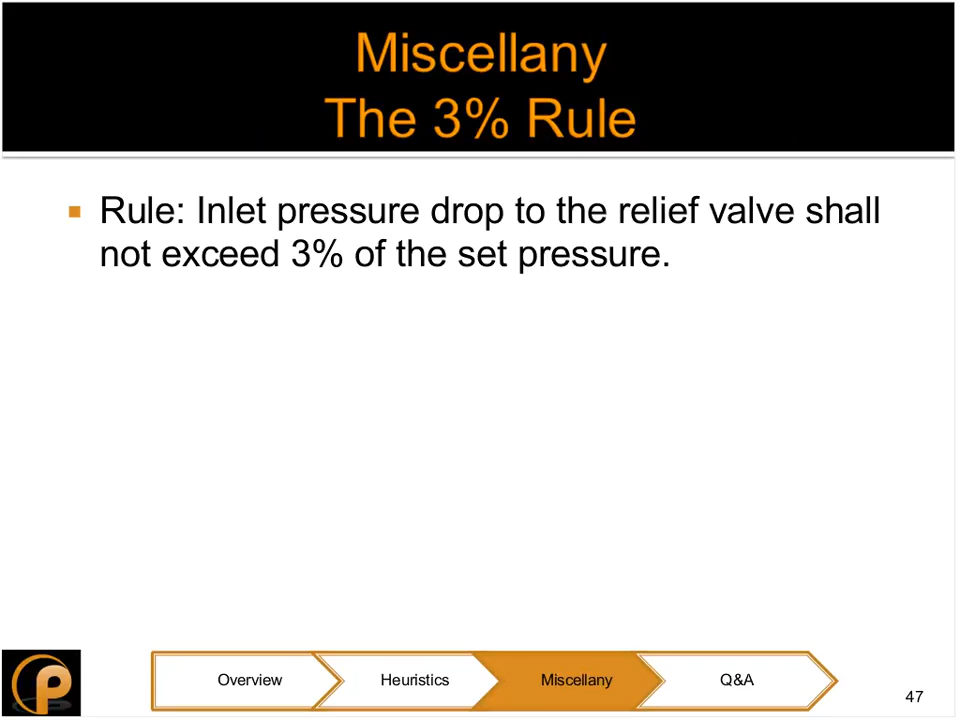 Miscellany
The 3% Rule
Rule: Inlet pressure drop to the relief valve shall
not exceed 3% of the set pressure.
Overview
Heuristics
Miscellany
Q&A
47
P